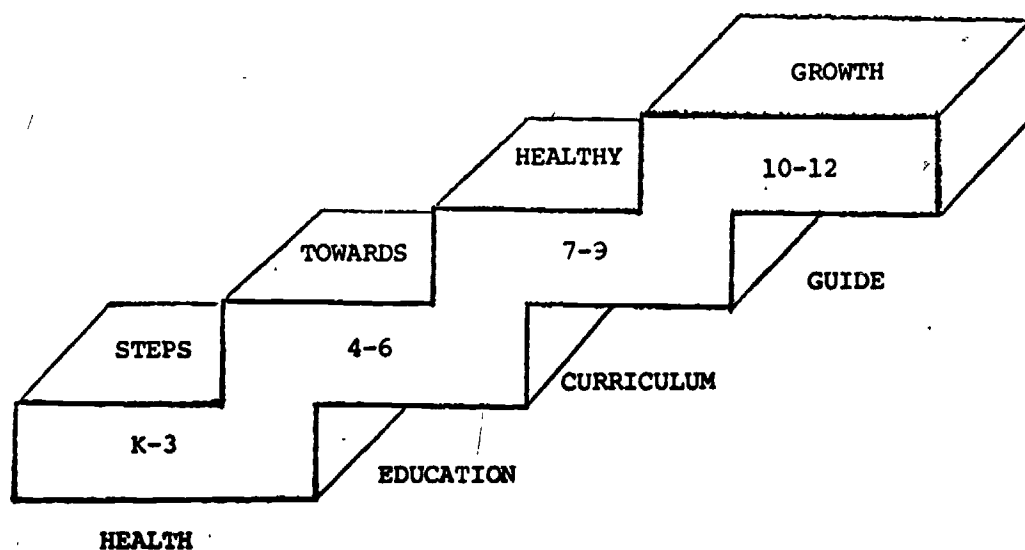 GROWTH
HEALTHY
10-12
TOWARDS
7-9
GUIDE
STEPS
4-6
CURRICULUM
K-3
EDUCATION
HEALTH